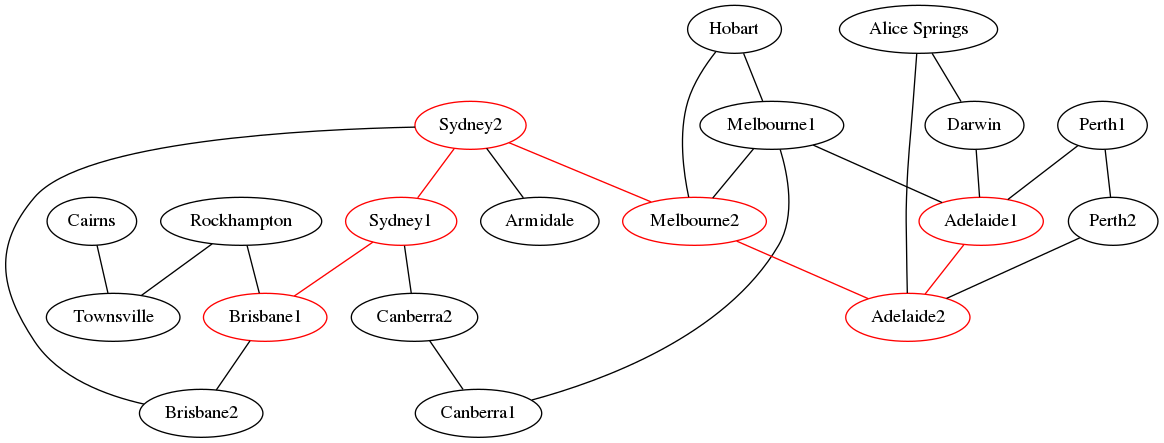 Hobart
Alice Springs
Sydney2
Melbourne1
Darwin
Perth1
Cairns
Rockhampton
Sydney1
Armidale
Melbourne2
Adelaide1
Perth2
Townsville
Brisbane1
Canberra2
Adelaide2
Brisbane2
Canberra1